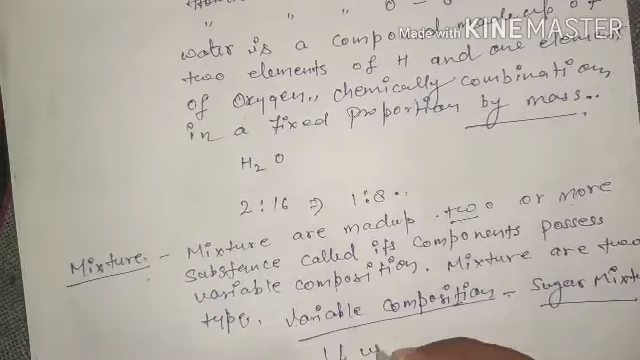 " " " O -
water is a compound made up of
Made with KINEMASTER
two elements of H and one element
of Oxygen,, chemically combination
in a fixed proportion by mass..
H2O
2:16 ⇒ 1:8..
Mixture. - Mixture are madup two or more
substance called its components possess
variable composition. Mixture are two
type. Variable composition - Sugar Mixtu